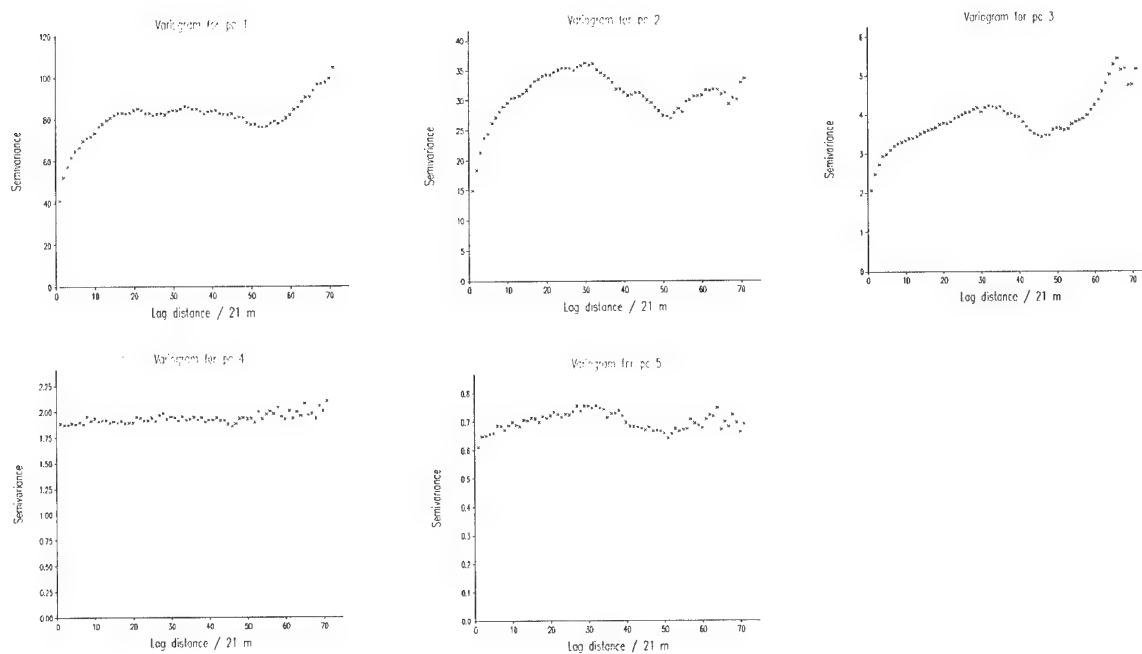 Variogram for pc 1
120
100
80
60
40
20
0
0 10 20 30 40 50 60 70
Semivariance
Lag distance / 21 m
Variogram for pc 2
40
35
30
25
20
15
10
5
0
0 10 20 30 40 50 60 70
Semivariance
Lag distance / 21 m
Variogram for pc 3
6
5
4
3
2
1
0
0 10 20 30 40 50 60 70
Semivariance
Lag distance / 21 m
Variogram for pc 4
2.25
2.00
1.75
1.50
1.25
1.00
0.75
0.50
0.25
0.00
0 10 20 30 40 50 60 70
Semivariance
Lag distance / 21 m
Variogram for pc 5
0.8
0.7
0.6
0.5
0.4
0.3
0.2
0.1
0.0
0 10 20 30 40 50 60 70
Semivariance
Lag distance / 21 m